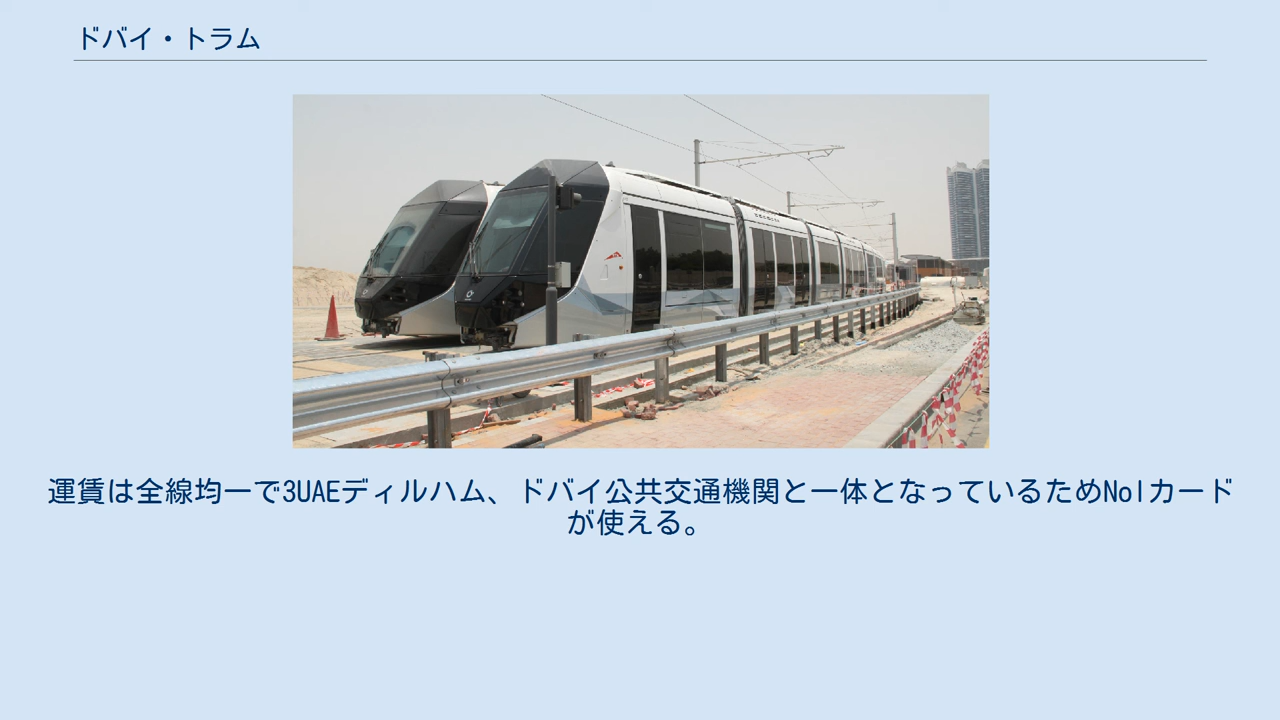 ドバイ・トラム
運賃は全線均一で3UAEディルハム、ドバイ公共交通機関と一体となっているためNolカード
が使える。